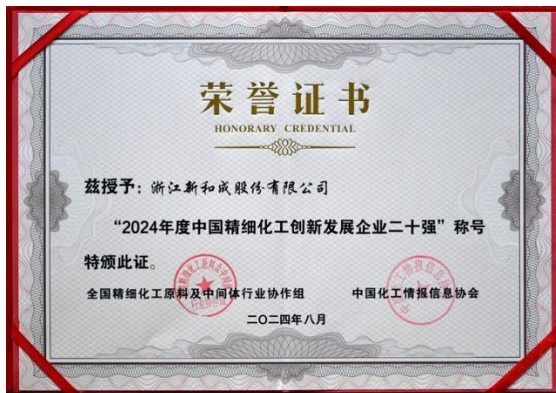 荣誉证书
HONORARY CREDENTIAL
兹授予：浙江新和成股份有限公司
“2024年度中国精细化工创新发展企业二十强”称号
特颁此证。
全国精细化工原料及中间体行业协作组 中国化工情报信息协会
二〇二四年八月